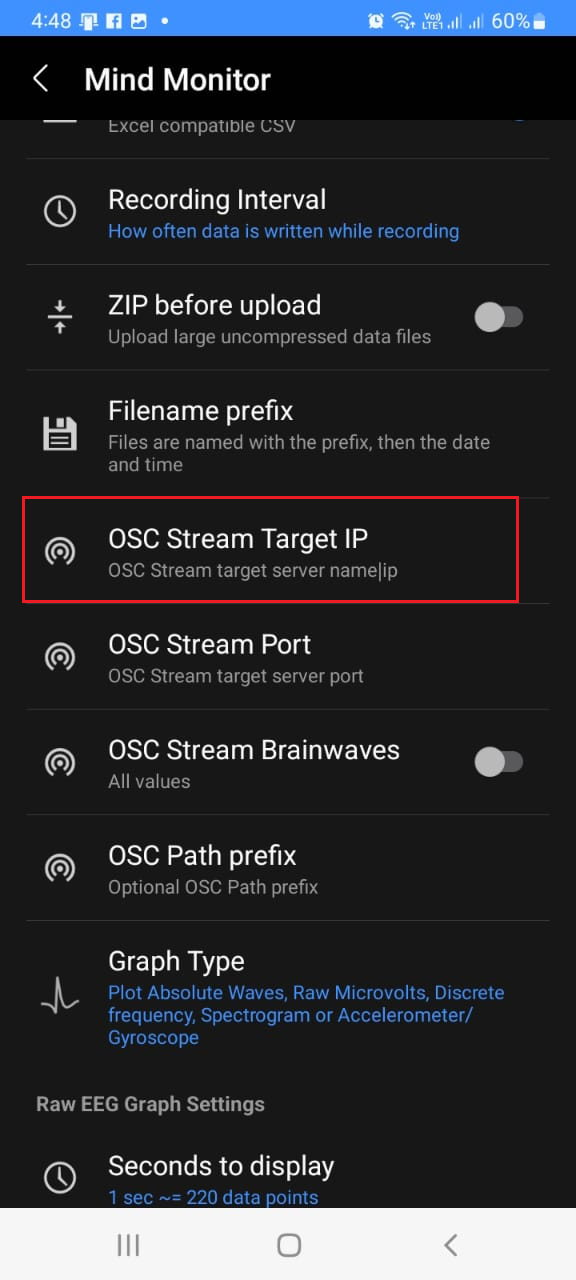 4:48
Vo)) LTE1 60%
Mind Monitor
Excel compatible CSV
Recording Interval
How often data is written while recording
ZIP before upload
Upload large uncompressed data files
Filename prefix
Files are named with the prefix, then the date
and time
OSC Stream Target IP
OSC Stream target server name|ip
OSC Stream Port
OSC Stream target server port
OSC Stream Brainwaves
All values
OSC Path prefix
Optional OSC Path prefix
Graph Type
Plot Absolute Waves, Raw Microvolts, Discrete
frequency, Spectrogram or Accelerometer/
Gyroscope
Raw EEG Graph Settings
Seconds to display
1 sec ~= 220 data points